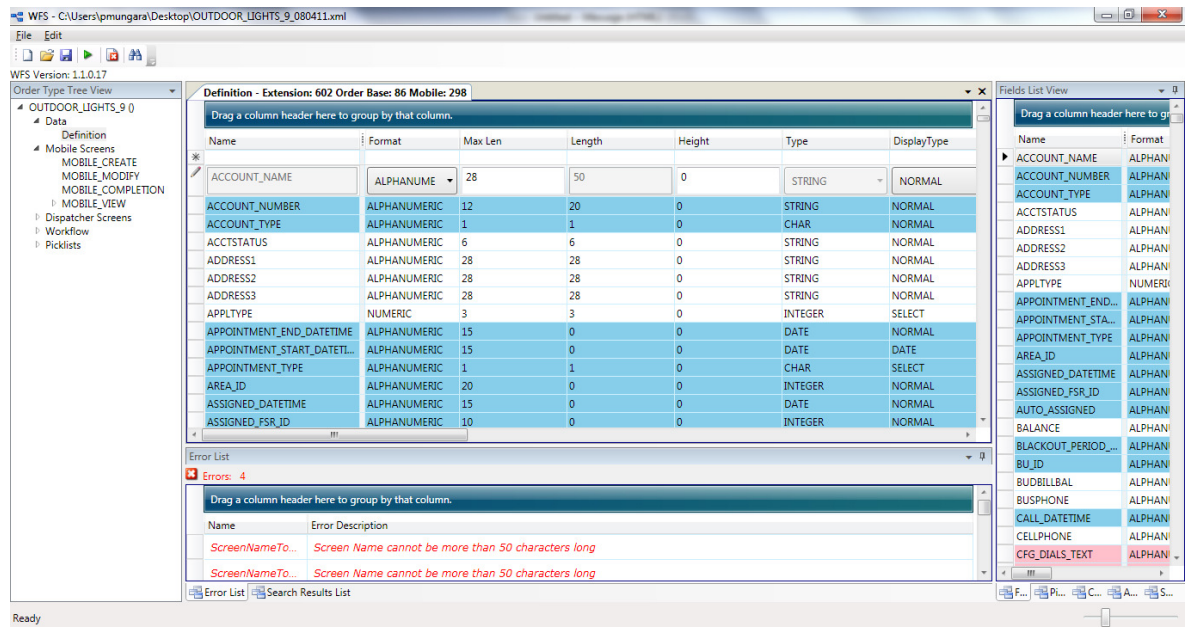 WFS - C:\Users\pmungara\Desktop\OUTDOOR_LIGHTS_9_080411.xml
File Edit
WFS Version: 1.1.0.17
Order Type Tree View
OUTDOOR_LIGHTS_9 ()
Data
Definition
Mobile Screens
MOBILE_CREATE
MOBILE_MODIFY
MOBILE_COMPLETION
MOBILE_VIEW
Dispatcher Screens
Workflow
Picklists
Definition - Extension: 602 Order Base: 86 Mobile: 298
Drag a column header here to group by that column.
Name Format Max Len Length Height Type DisplayType
ACCOUNT_NAME ALPHANUME 28 50 0 STRING NORMAL
ACCOUNT_NUMBER ALPHANUMERIC 12 20 0 STRING NORMAL
ACCOUNT_TYPE ALPHANUMERIC 1 1 0 CHAR NORMAL
ACCTSTATUS ALPHANUMERIC 6 6 0 STRING NORMAL
ADDRESS1 ALPHANUMERIC 28 28 0 STRING NORMAL
ADDRESS2 ALPHANUMERIC 28 28 0 STRING NORMAL
ADDRESS3 ALPHANUMERIC 28 28 0 STRING NORMAL
APPLTYPE NUMERIC 3 3 0 INTEGER SELECT
APPOINTMENT_END_DATETIME ALPHANUMERIC 15 0 0 DATE NORMAL
APPOINTMENT_START_DATETI... ALPHANUMERIC 15 0 0 DATE DATE
APPOINTMENT_TYPE ALPHANUMERIC 1 1 0 CHAR SELECT
AREA_ID ALPHANUMERIC 20 0 0 INTEGER NORMAL
ASSIGNED_DATETIME ALPHANUMERIC 15 0 0 DATE NORMAL
ASSIGNED_FSR_ID ALPHANUMERIC 10 0 0 INTEGER NORMAL
Error List
Errors: 4
Drag a column header here to group by that column.
Name Error Description
ScreenNameTo... Screen Name cannot be more than 50 characters long
ScreenNameTo... Screen Name cannot be more than 50 characters long
Error List Search Results List
Fields List View
Drag a column header here to gr
Name Format
ACCOUNT_NAME ALPHAN
ACCOUNT_NUMBER ALPHAN
ACCOUNT_TYPE ALPHAN
ACCTSTATUS ALPHAN
ADDRESS1 ALPHAN
ADDRESS2 ALPHAN
ADDRESS3 ALPHAN
APPLTYPE NUMERI
APPOINTMENT_END... ALPHAN
APPOINTMENT_STA... ALPHAN
APPOINTMENT_TYPE ALPHAN
AREA_ID ALPHAN
ASSIGNED_DATETIME ALPHAN
ASSIGNED_FSR_ID ALPHAN
AUTO_ASSIGNED ALPHAN
BALANCE ALPHAN
BLACKOUT_PERIOD_... ALPHAN
BU_ID ALPHAN
BUDBILLBAL ALPHAN
BUSPHONE ALPHAN
CALL_DATETIME ALPHAN
CELLPHONE ALPHAN
CFG_DIALS_TEXT ALPHAN
F... Pi... C... A... S...
Ready